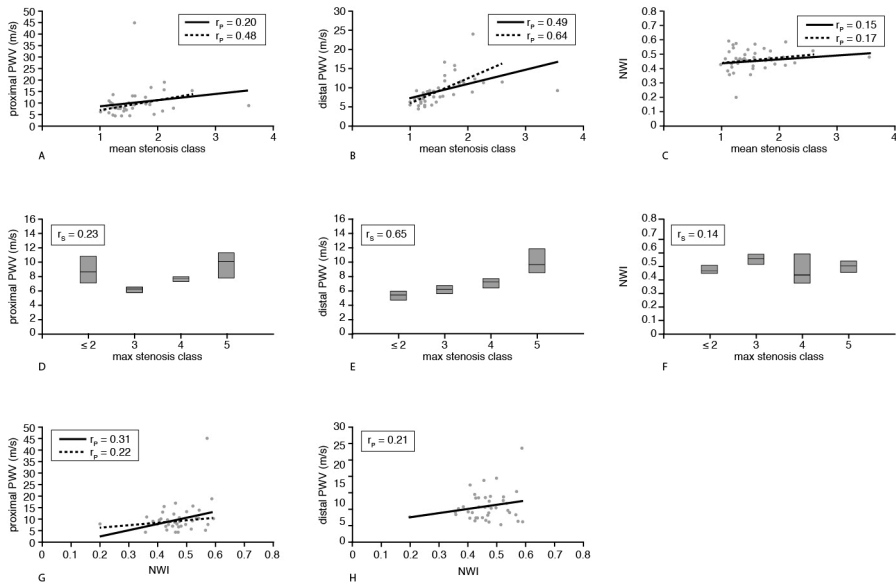 proximal PWV (m/s)
50
45
40
35
30
25
20
15
10
5
0
r_P = 0.20
r_P = 0.48
1 2 3 4
A mean stenosis class
distal PWV (m/s)
30
25
20
15
10
5
0
r_P = 0.49
r_P = 0.64
1 2 3 4
B mean stenosis class
NWI
0.8
0.7
0.6
0.5
0.4
0.3
0.2
0.1
0
r_P = 0.15
r_P = 0.17
1 2 3 4
C mean stenosis class
proximal PWV (m/s)
16
14
12
10
8
6
4
2
0
r_S = 0.23
≤ 2 3 4 5
D max stenosis class
distal PWV (m/s)
16
14
12
10
8
6
4
2
0
r_S = 0.65
≤ 2 3 4 5
E max stenosis class
NWI
0.8
0.7
0.6
0.5
0.4
0.3
0.2
0.1
0
r_S = 0.14
≤ 2 3 4 5
F max stenosis class
proximal PWV (m/s)
50
45
40
35
30
25
20
15
10
5
0
r_P = 0.31
r_P = 0.22
0 0.1 0.2 0.3 0.4 0.5 0.6 0.7 0.8
G NWI
distal PWV (m/s)
30
25
20
15
10
5
0
r_P = 0.21
0 0.1 0.2 0.3 0.4 0.5 0.6 0.7 0.8
H NWI